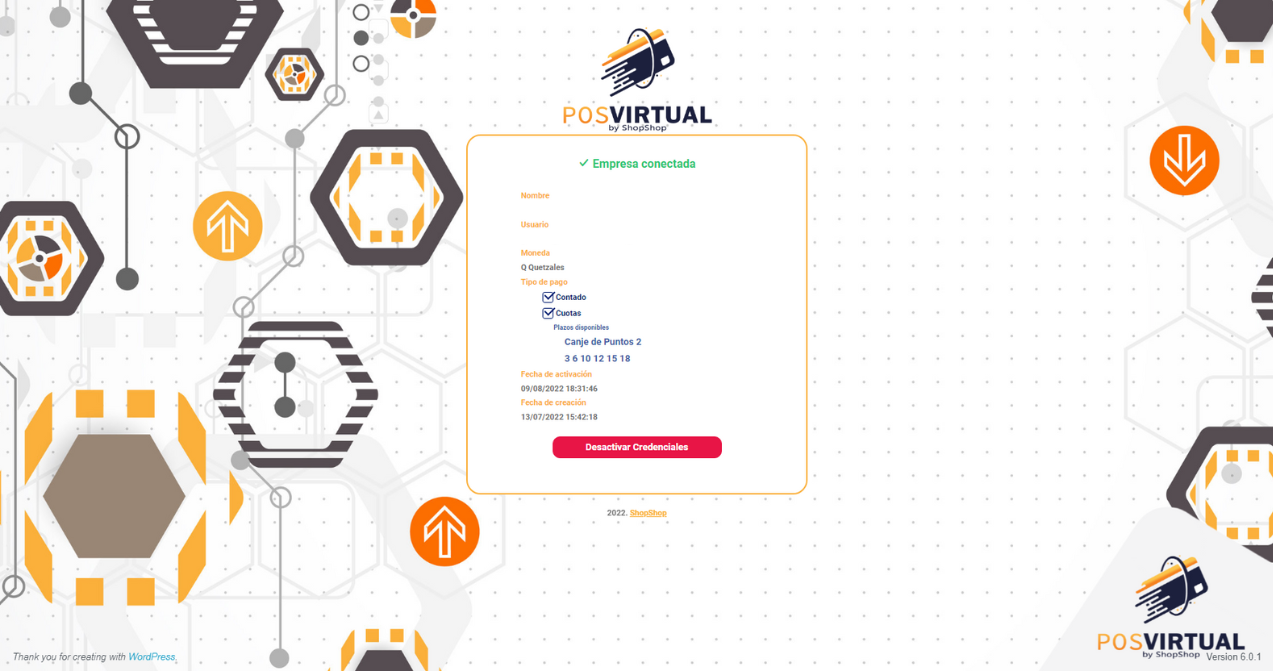 POSVIRTUAL
by ShopShop
Empresa conectada
Nombre
Usuario
Moneda
Q Quetzales
Tipo de pago
Contado
Cuotas
Plazos disponibles
Canje de Puntos 2
3 6 10 12 15 18
Fecha de activación
09/08/2022 18:31:46
Fecha de creación
13/07/2022 15:42:18
Desactivar Credenciales
2022. ShopShop
POSVIRTUAL
by ShopShop
Thank you for creating with WordPress.
Version 6.0.1